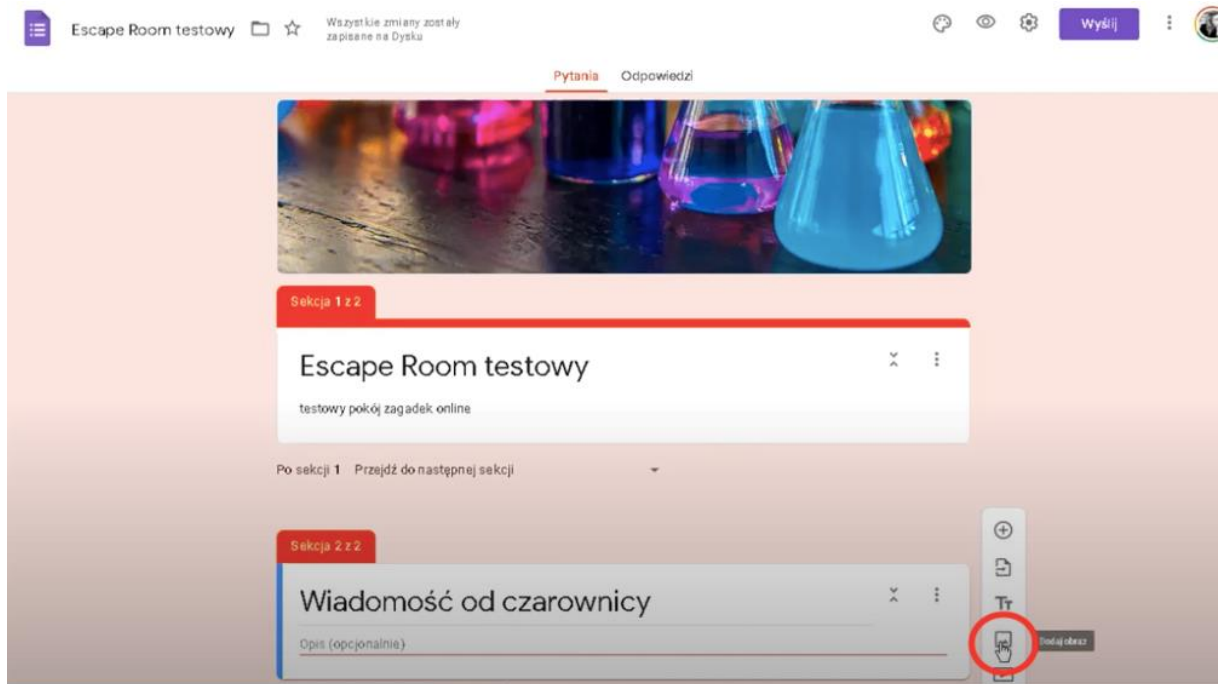 Escape Room testowy
Wszystkie zmiany zostały
zapisane na Dysku
Wyślij
Pytania Odpowiedzi
Sekcja 1 z 2
Escape Room testowy
testowy pokój zagadek online
Po sekcji 1 Przejdź do następnej sekcji
Sekcja 2 z 2
Wiadomość od czarownicy
Opis (opcjonalnie)
Tт
Dodaj obraz